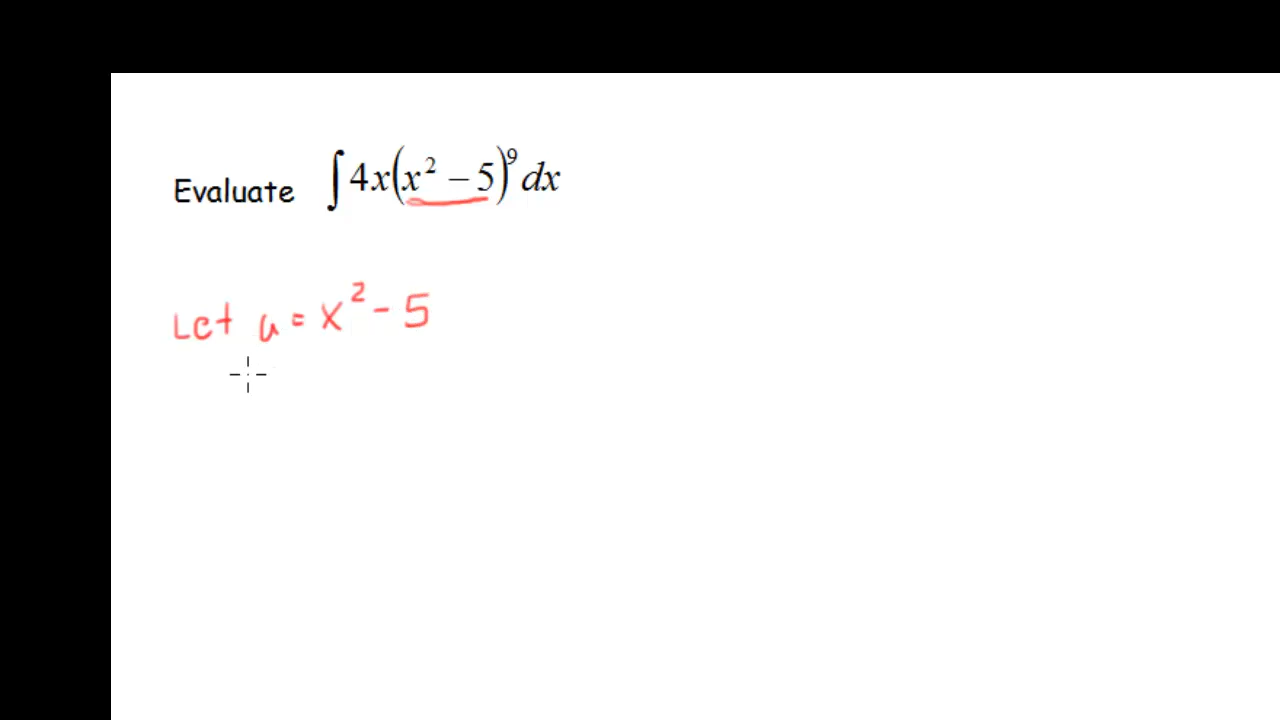 Evaluate ∫4x(x² – 5)⁹ dx
Let u = x² - 5